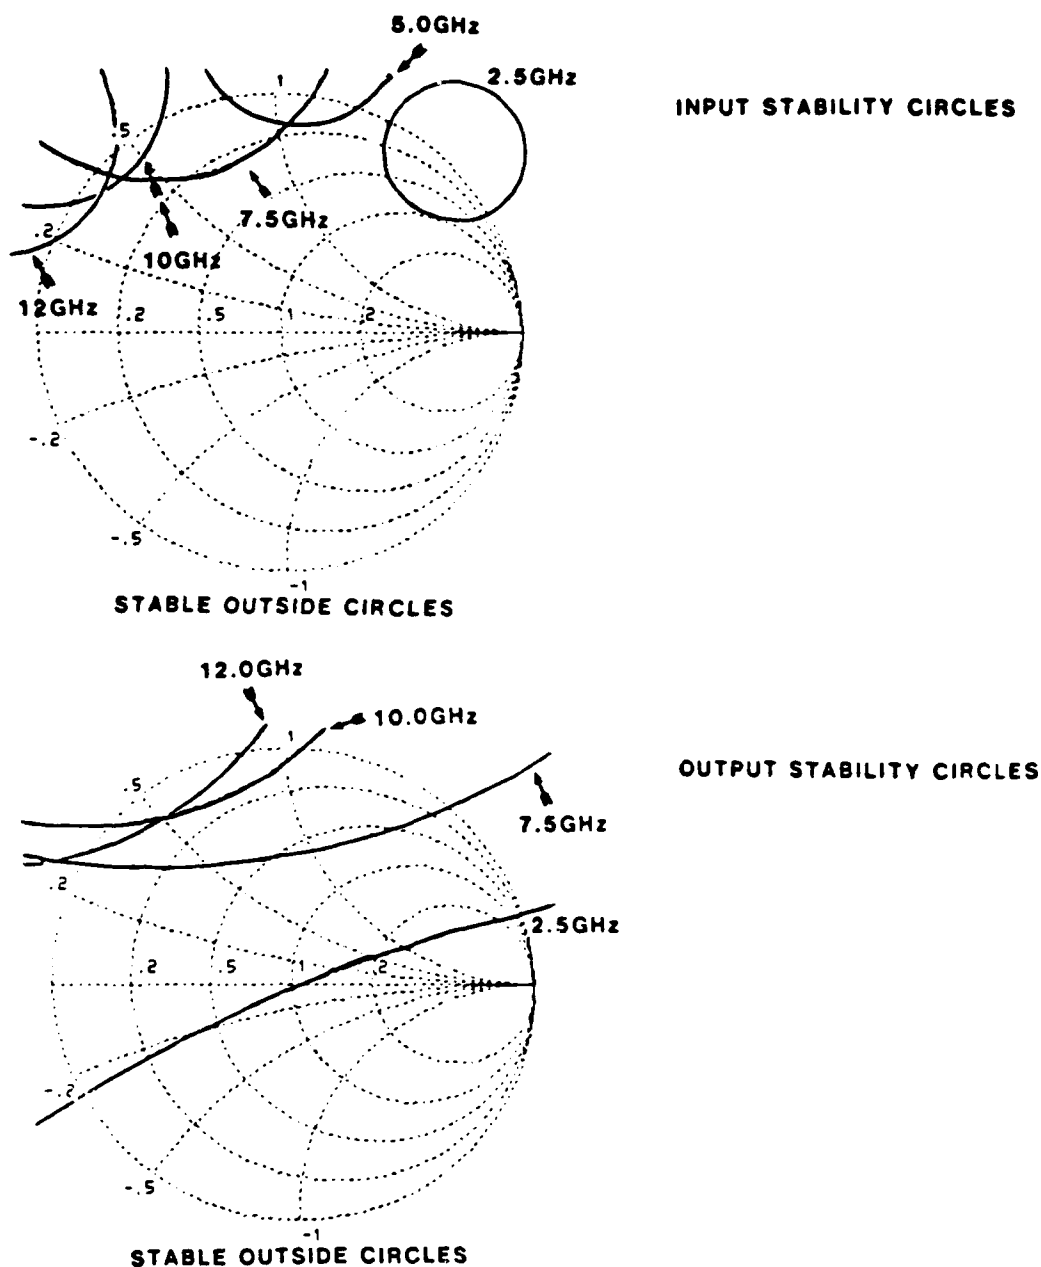 5.0GHz
2.5GHz
INPUT STABILITY CIRCLES
1
.5
7.5GHz
.2
10GHz
12GHz
.2
.5
1
2
-.2
-.5
-1
STABLE OUTSIDE CIRCLES
12.0GHz
10.0GHz
1
OUTPUT STABILITY CIRCLES
.5
7.5GHz
.2
2.5GHz
.2
.5
1
.2
-.2
-.5
-1
STABLE OUTSIDE CIRCLES